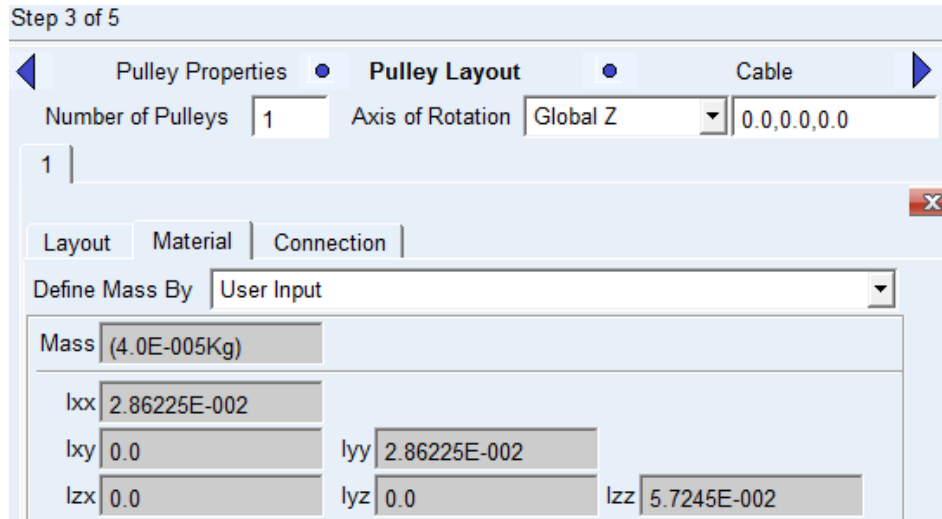 Step 3 of 5
Pulley Properties Pulley Layout Cable
Number of Pulleys 1 Axis of Rotation Global Z 0.0,0.0,0.0
1
Layout Material Connection
Define Mass By User Input
Mass (4.0E-005Kg)
Ixx 2.86225E-002
Ixy 0.0 Iyy 2.86225E-002
Izx 0.0 Iyz 0.0 Izz 5.7245E-002